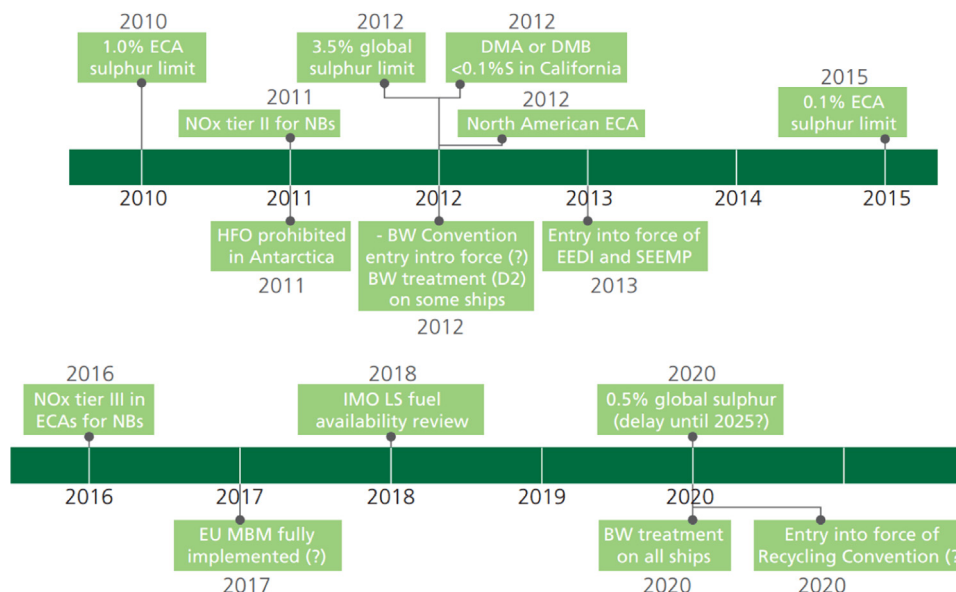 2010
1.0% ECA
sulphur limit
2011
NOx tier II for NBs
2012
3.5% global
sulphur limit
2012
DMA or DMB
<0.1%S in California
2012
North American ECA
2015
0.1% ECA
sulphur limit
2010
2011
2012
2013
2014
2015
HFO prohibited
in Antarctica
2011
- BW Convention
entry intro force (?)
BW treatment (D2)
on some ships
2012
Entry into force of
EEDI and SEEMP
2013
2016
NOx tier III in
ECAs for NBs
2018
IMO LS fuel
availability review
2020
0.5% global sulphur
(delay until 2025?)
2016
2017
2018
2019
2020
EU MBM fully
implemented (?)
2017
BW treatment
on all ships
2020
Entry into force of
Recycling Convention (?
2020